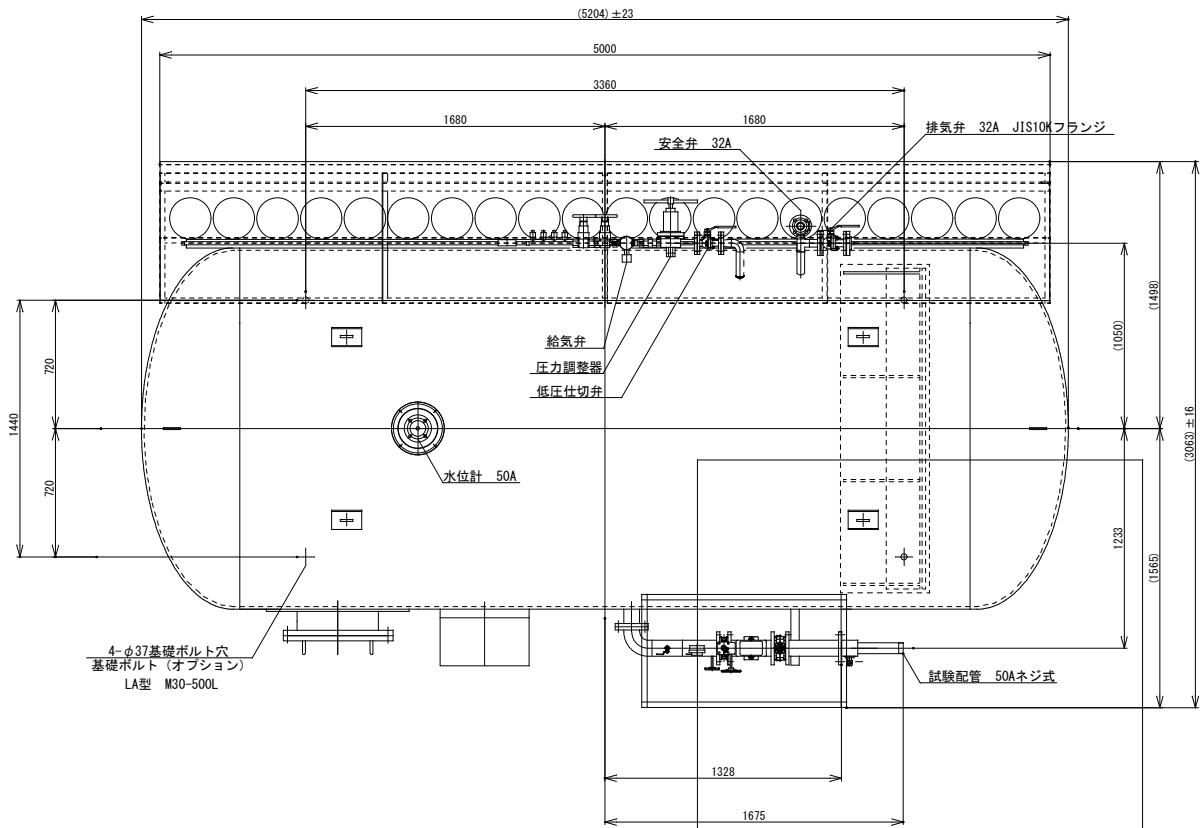 (5204)±23
5000
3360
1680
1680
排気弁　32A　JIS10Kフランジ
安全弁　32A
給気弁
圧力調整器
低圧仕切弁
水位計　50A
720
1440
720
(1050)
(1498)
(3063)±16
1233
(1565)
4-φ37基礎ボルト穴
基礎ボルト（オプション）
LA型　M30-500L
試験配管　50Aネジ式
1328
1675